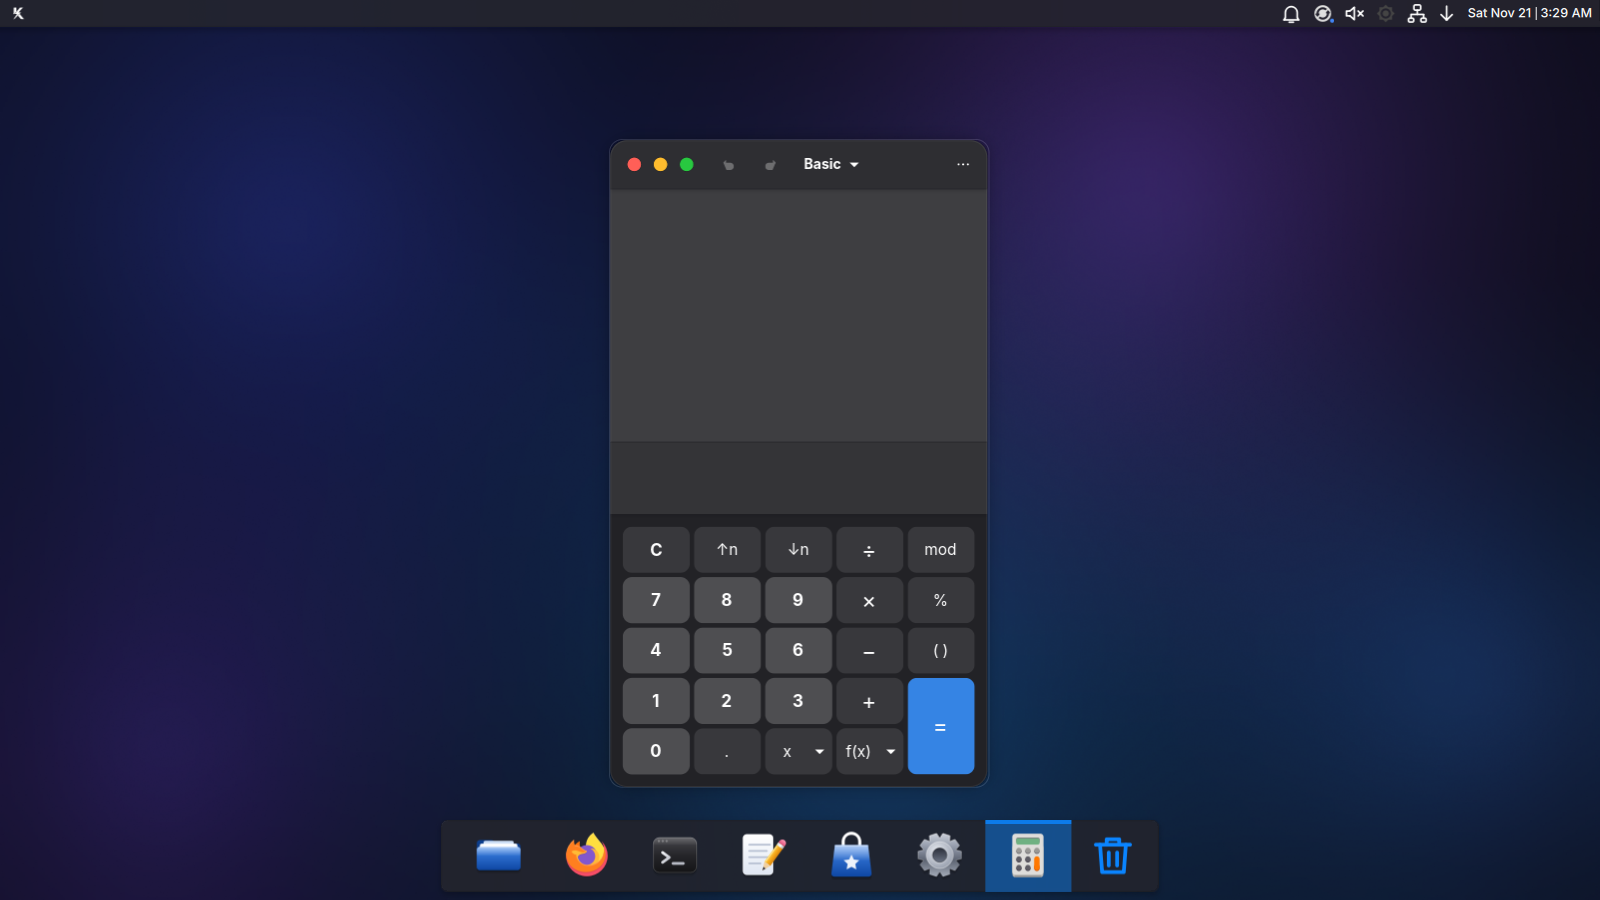 Sat Nov 21 | 3:29 AM
Basic
C ↑n ↓n ÷ mod
7 8 9 × %
4 5 6 − ( )
1 2 3 +
=
0 . x f(x)